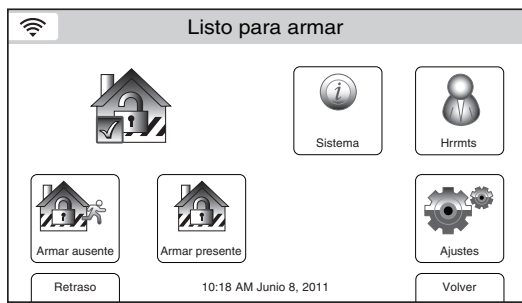 Listo para armar
Sistema
Hrrmts
Armar ausente
Armar presente
Ajustes
Retraso
10:18 AM Junio 8, 2011
Volver